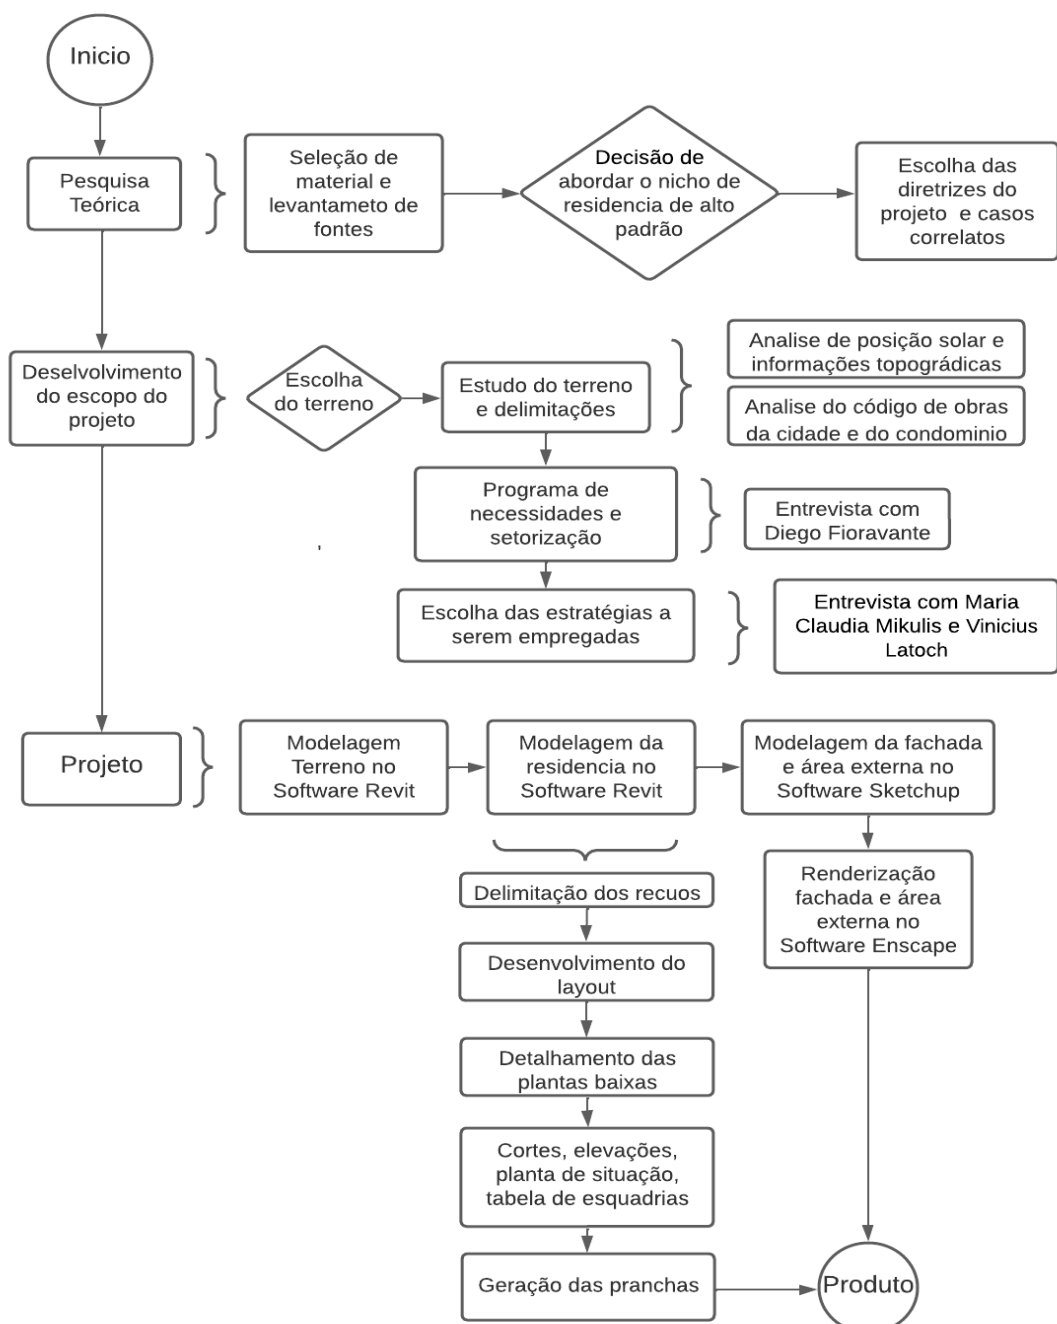 Inicio
Pesquisa
Teórica
Seleção de
material e
levantameto de
fontes
Decisão de
abordar o nicho de
residencia de alto
padrão
Escolha das
diretrizes do
projeto e casos
correlatos
Deselvolvimento
do escopo do
projeto
Escolha
do terreno
Estudo do terreno
e delimitações
Analise de posição solar e
informações topográdicas
Analise do código de obras
da cidade e do condominio
Programa de
necessidades e
setorização
Entrevista com
Diego Fioravante
Escolha das estratégias a
serem empregadas
Entrevista com Maria
Claudia Mikulis e Vinicius
Latoch
Projeto
Modelagem
Terreno no
Software Revit
Modelagem da
residencia no
Software Revit
Modelagem da fachada
e área externa no
Software Sketchup
Delimitação dos recuos
Desenvolvimento do
layout
Detalhamento das
plantas baixas
Cortes, elevações,
planta de situação,
tabela de esquadrias
Geração das pranchas
Renderização
fachada e área
externa no
Software Enscape
Produto